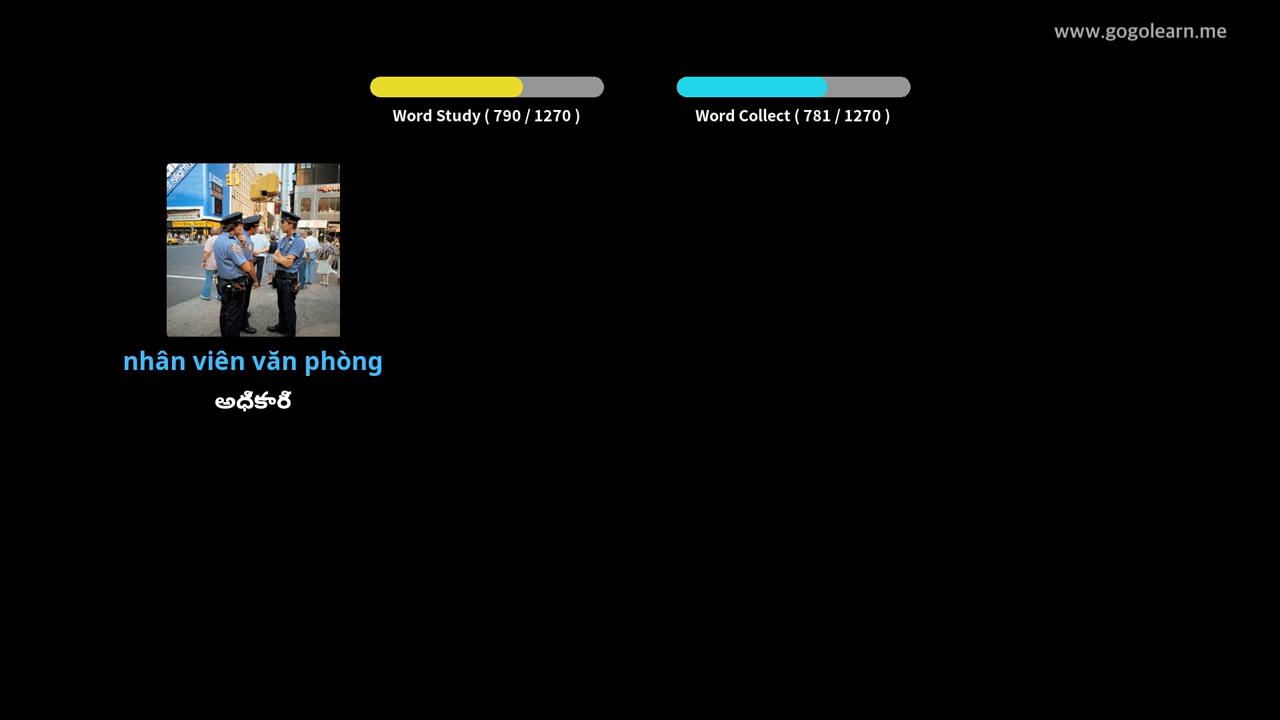 www.gogolearn.me
Word Study ( 790 / 1270 )
Word Collect ( 781 / 1270 )
nhân viên văn phòng
అధికారి